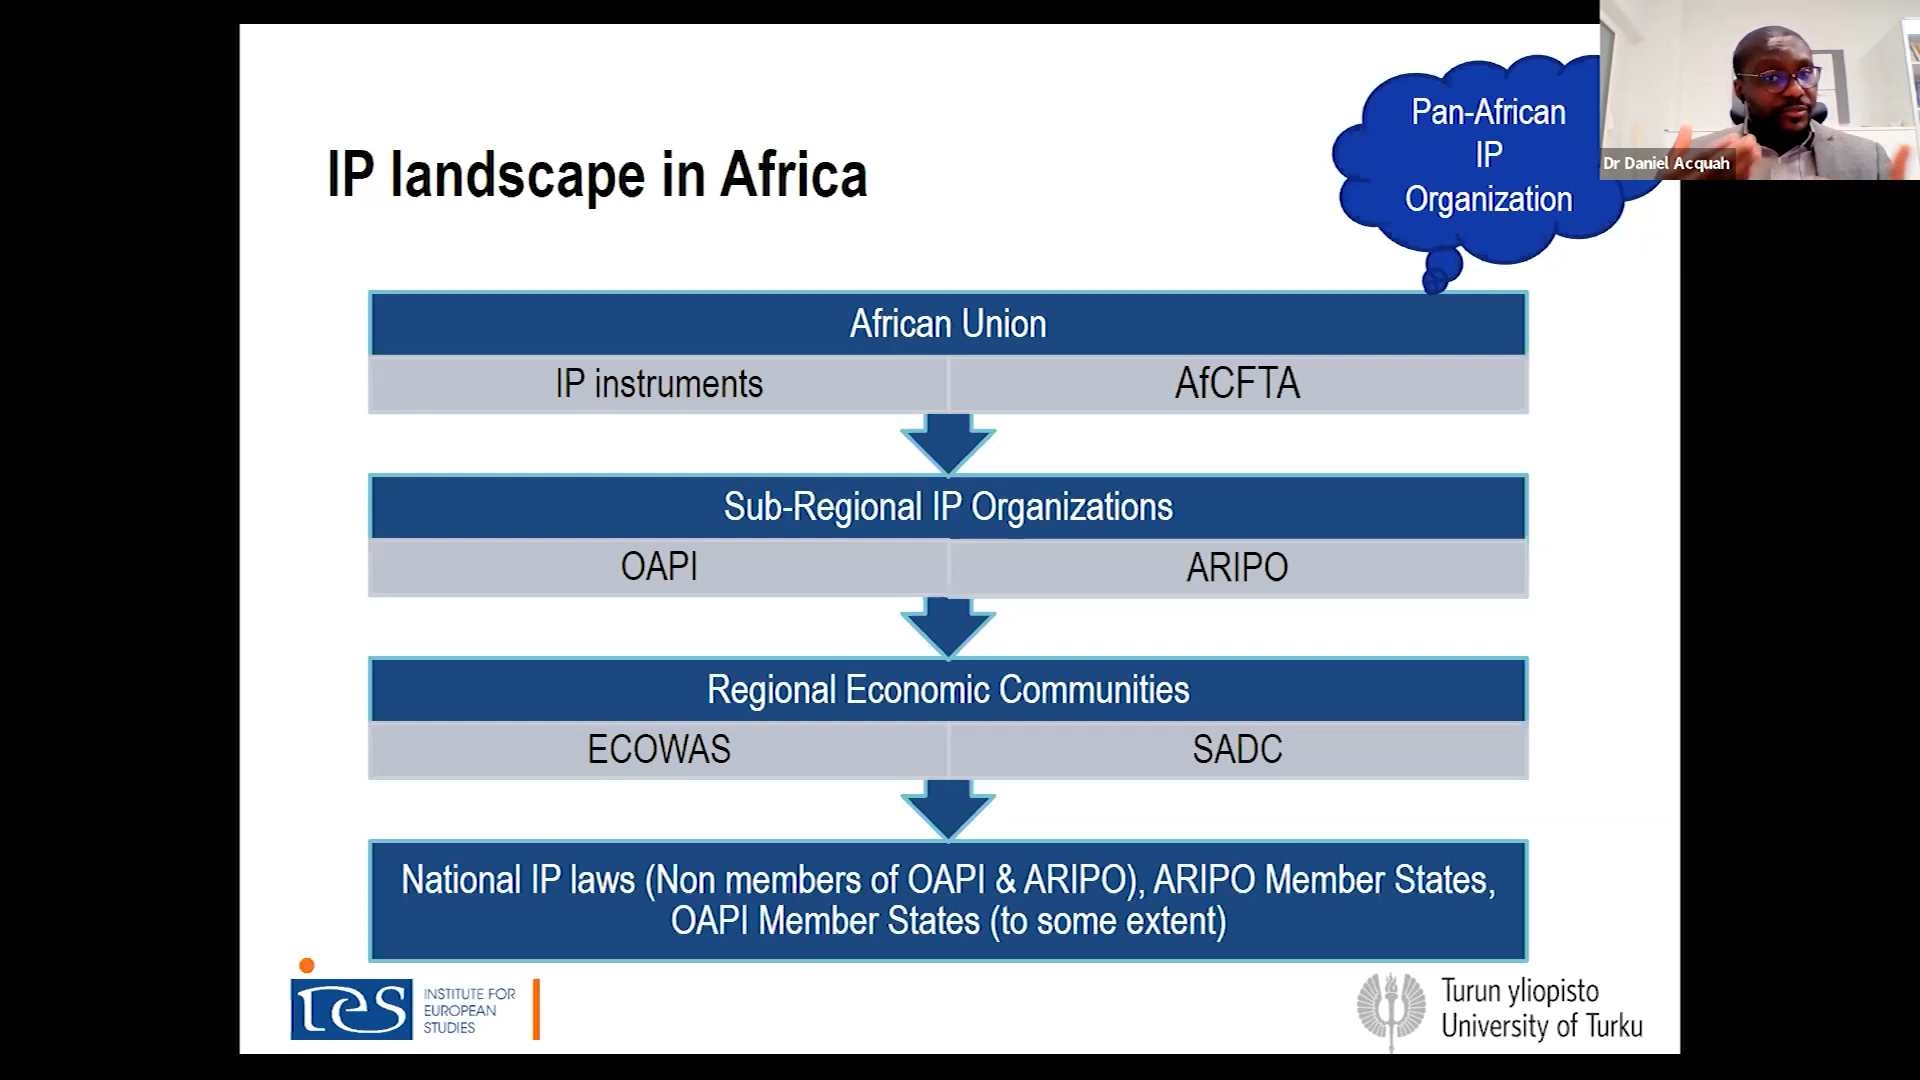 IP landscape in Africa
Pan-African
IP
Organization
Dr Daniel Acquah
African Union
IP instruments
AfCFTA
Sub-Regional IP Organizations
OAPI
ARIPO
Regional Economic Communities
ECOWAS
SADC
National IP laws (Non members of OAPI & ARIPO), ARIPO Member States,
OAPI Member States (to some extent)
ies
INSTITUTE FOR
EUROPEAN
STUDIES
Turun yliopisto
University of Turku